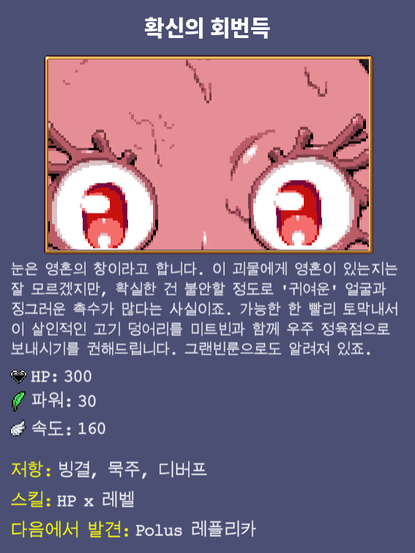 확신의 회번득
눈은 영혼의 창이라고 합니다. 이 괴물에게 영혼이 있는지는
잘 모르겠지만, 확실한 건 불안할 정도로 '귀여운' 얼굴과
징그러운 촉수가 많다는 사실이죠. 가능한 한 빨리 토막내서
이 살인적인 고기 덩어리를 미트빈과 함께 우주 정육점으로
보내시기를 권해드립니다. 그랜빈룬으로도 알려져 있죠.
HP: 300
파워: 30
속도: 160
저항: 빙결, 묵주, 디버프
스킬: HP x 레벨
다음에서 발견: Polus 레플리카